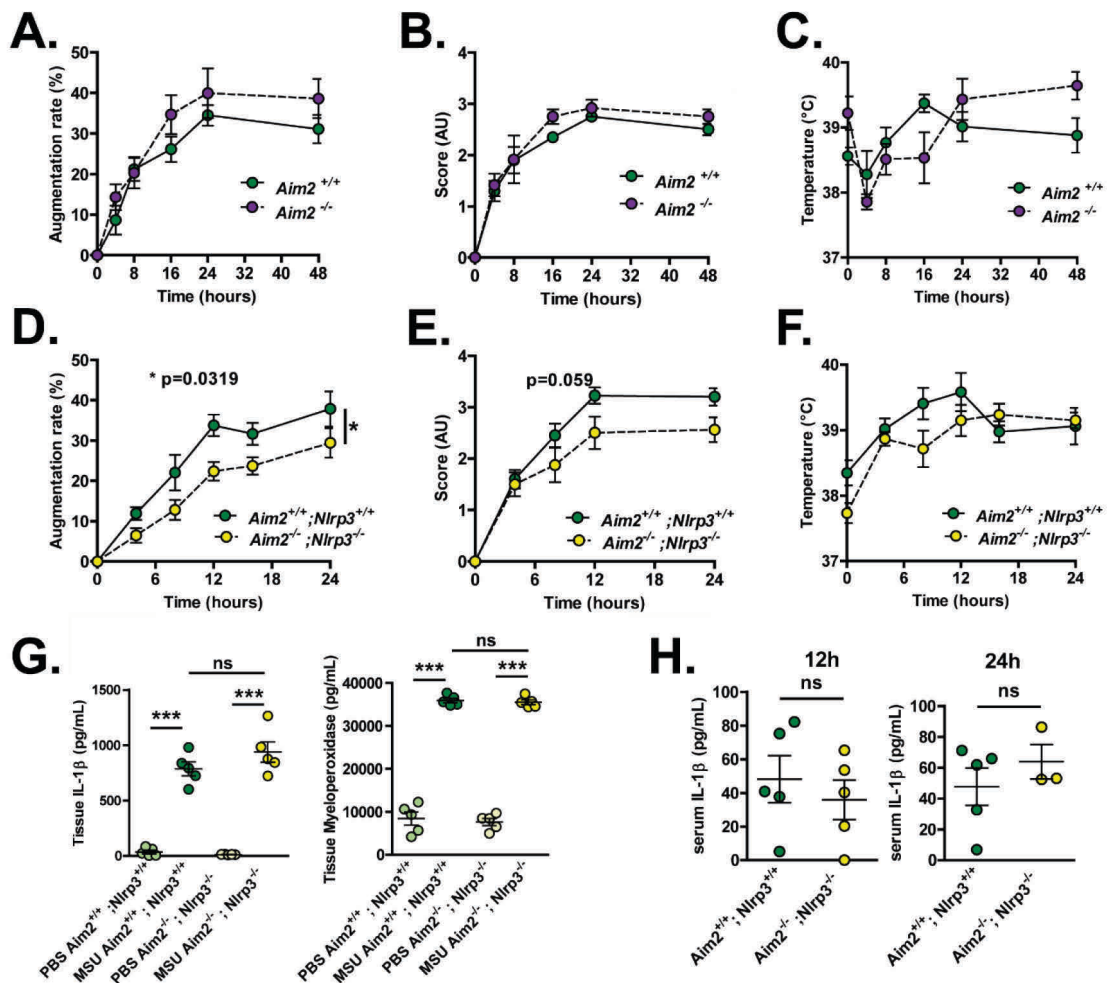 A.
Augmentation rate (%)
50
40
30
20
10
0
0 8 16 24 32 40 48
Time (hours)
Aim2 +/+
Aim2 -/-
B.
Score (AU)
4
3
2
1
0
0 8 16 24 32 40 48
Time (hours)
Aim2 +/+
Aim2 -/-
C.
Temperature (°C)
40
39
38
37
0 8 16 24 32 40 48
Time (hours)
Aim2 +/+
Aim2 -/-
D.
Augmentation rate (%)
50
40
30
20
10
0
* p=0.0319
*
0 6 12 18 24
Time (hours)
Aim2+/+ ;Nlrp3+/+
Aim2-/- ;Nlrp3-/-
E.
Score (AU)
4
3
2
1
0
p=0.059
0 6 12 18 24
Time (hours)
Aim2+/+ ;Nlrp3+/+
Aim2-/- ;Nlrp3-/-
F.
Temperature (°C)
40
39
38
37
0 6 12 18 24
Time (hours)
Aim2+/+ ;Nlrp3+/+
Aim2-/- ;Nlrp3-/-
G.
Tissue IL-1β (pg/mL)
1500
1000
500
0
ns
***
***
PBS Aim2+/+ ;Nlrp3+/+
MSU Aim2+/+ ; Nlrp3+/+
PBS Aim2-/- ; Nlrp3-/-
MSU Aim2-/- ; Nlrp3-/-
Tissue Myeloperoxidase (pg/mL)
40000
30000
20000
10000
0
ns
***
***
PBS Aim2+/+ ; Nlrp3+/+
MSU Aim2+/+ ; Nlrp3+/+
PBS Aim2-/- ; Nlrp3-/-
MSU Aim2-/- ; Nlrp3-/-
H.
12h
ns
serum IL-1β (pg/mL)
100
80
60
40
20
0
Aim2+/+ ; Nlrp3+/+
Aim2-/- ;Nlrp3-/-
24h
ns
serum IL-1β (pg/mL)
100
80
60
40
20
0
Aim2+/+ ; Nlrp3+/+
Aim2-/-; Nlrp3-/-